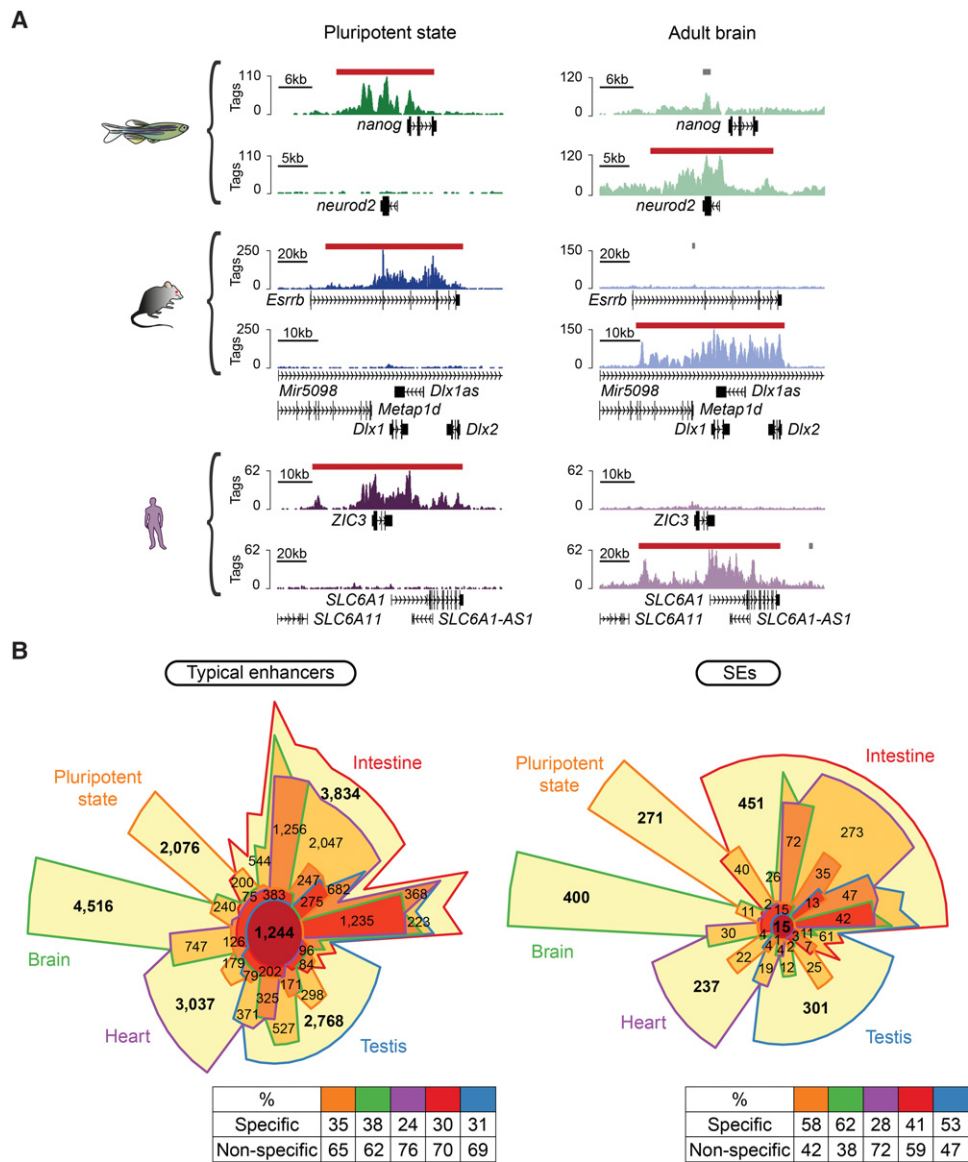 A
Pluripotent state
Adult brain
Tags
110
0
6kb
nanog
120
0
6kb
nanog
Tags
110
0
5kb
neurod2
120
0
5kb
neurod2
Tags
250
0
20kb
Esrrb
150
0
20kb
Esrrb
Tags
250
0
10kb
Mir5098
Dlx1as
Metap1d
Dlx1
Dlx2
150
0
10kb
Mir5098
Dlx1as
Metap1d
Dlx1
Dlx2
Tags
62
0
10kb
ZIC3
62
0
10kb
ZIC3
Tags
62
0
20kb
SLC6A1
SLC6A11
SLC6A1-AS1
62
0
20kb
SLC6A1
SLC6A11
SLC6A1-AS1
B
Typical enhancers
Pluripotent
state
Intestine
Brain
Heart
Testis
3,834
2,076
1,256
2,047
544
4,516
200
75
383
247
682
275
368
240
1,235
223
1,244
747
126
96
84
179
79
202
171
3,037
325
298
371
527
2,768
% 
Specific 35 38 24 30 31
Non-specific 65 62 76 70 69
SEs
Pluripotent
state
Intestine
Brain
Heart
Testis
451
271
273
72
40
26
35
400
2
15
13
47
11
42
15
30
4
1
3
11
61
22
4
4
2
7
237
19
12
25
301
%
Specific 58 62 28 41 53
Non-specific 42 38 72 59 47